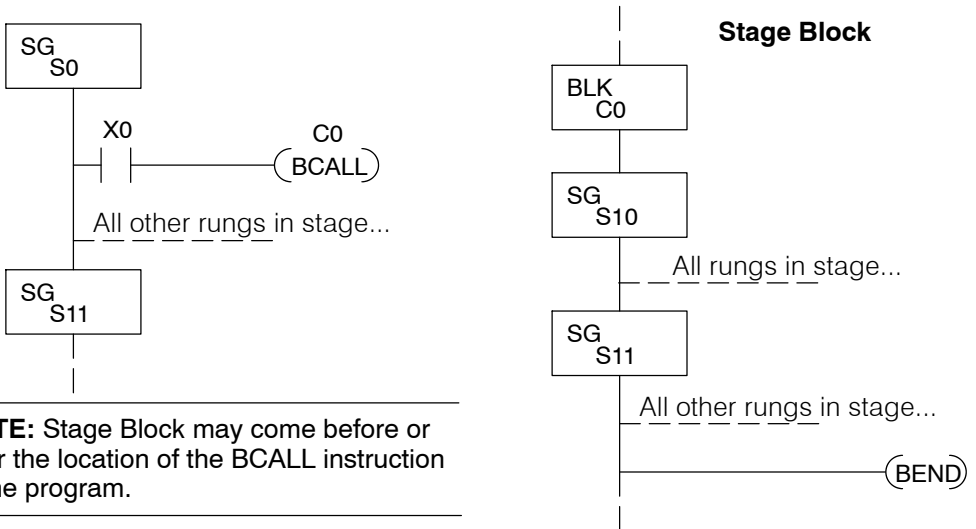 SG
S0
X0
C0
BCALL
All other rungs in stage...
SG
S11
TE: Stage Block may come before or
r the location of the BCALL instruction
ne program.
Stage Block
BLK
C0
SG
S10
All rungs in stage...
SG
S11
All other rungs in stage...
BEND